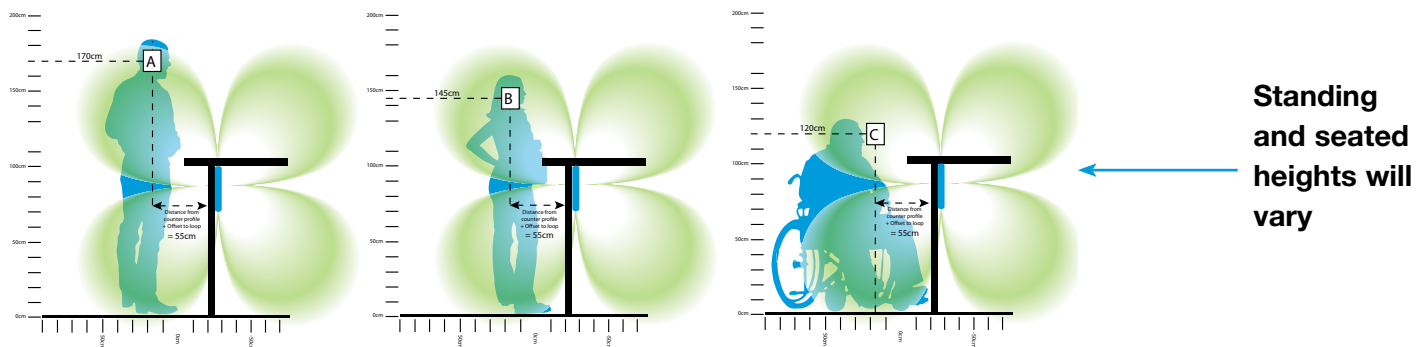 200cm
170cm
A
150cm
100cm
Distance from
counter profile
+ Offset to loop
= 55cm
50cm
0cm
50cm
0cm
-50cm
200cm
150cm
145cm
B
100cm
Distance from
counter profile
+ Offset to loop
= 55cm
50cm
0cm
50cm
0cm
-50cm
200cm
150cm
120cm
C
100cm
Distance from
counter profile
+ Offset to loop
= 55cm
50cm
0cm
50cm
0cm
-50cm
Standing
and seated
heights will
vary